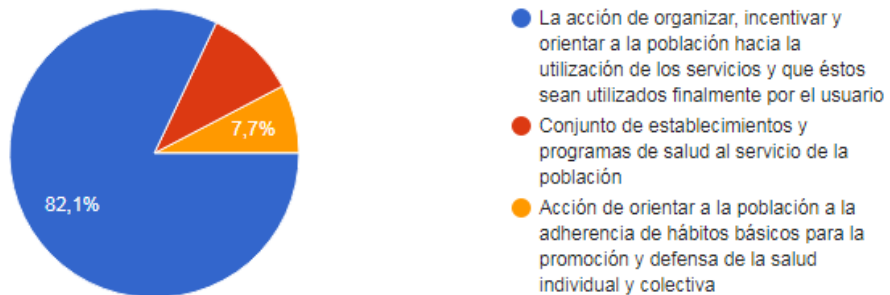 La acción de organizar, incentivar y
orientar a la población hacia la
utilización de los servicios y que éstos
sean utilizados finalmente por el usuario
Conjunto de establecimientos y
programas de salud al servicio de la
población
Acción de orientar a la población a la
adherencia de hábitos básicos para la
promoción y defensa de la salud
individual y colectiva
7,7%
82,1%